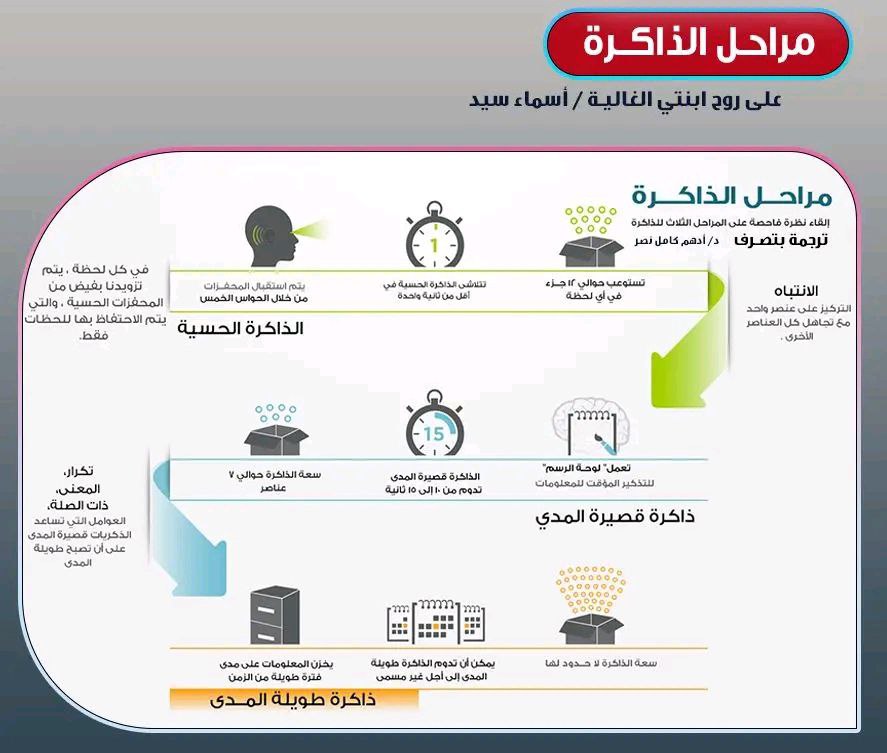 مراحل الذاكرة
على روح ابنتي الغالية / أسماء سيد
مراحل الذاكرة
إلقاء نظرة فاحصة على المراحل الثلاث للذاكرة
ترجمة بتصرف د/ أدهم كامل نصر
في كل لحظة ، يتم
تزويدنا بفيض من
المحفزات الحسية ، والتي
يتم الاحتفاظ بها للحظات
فقط.
يتم استقبال المحفزات
من خلال الحواس الخمس
1
تتلاشى الذاكرة الحسية في
أقل من ثانية واحدة
تستوعب حوالي ١٢ جزء
في أي لحظة
الذاكرة الحسية
الانتباه
التركيز على عنصر واحد
مع تجاهل كل العناصر
الأخرى .
تعمل" لوحة الرسم"
للتذكير المؤقت للمعلومات
15
الذاكرة قصيرة المدى
تدوم من ١٠ إلى ١٥ ثانية
سعة الذاكرة حوالي ٧
عناصر
ذاكرة قصيرة المدي
تكرار،
المعنى،
ذات الصلة،
العوامل التي تساعد
الذكريات قصيرة المدى
على أن تصبح طويلة
المدى
سعة الذاكرة لا حدود لها
يمكن أن تدوم الذاكرة طويلة
المدى إلى أجل غير مسمى
يخزن المعلومات على مدى
فترة طويلة من الزمن
ذاكرة طويلة المدى